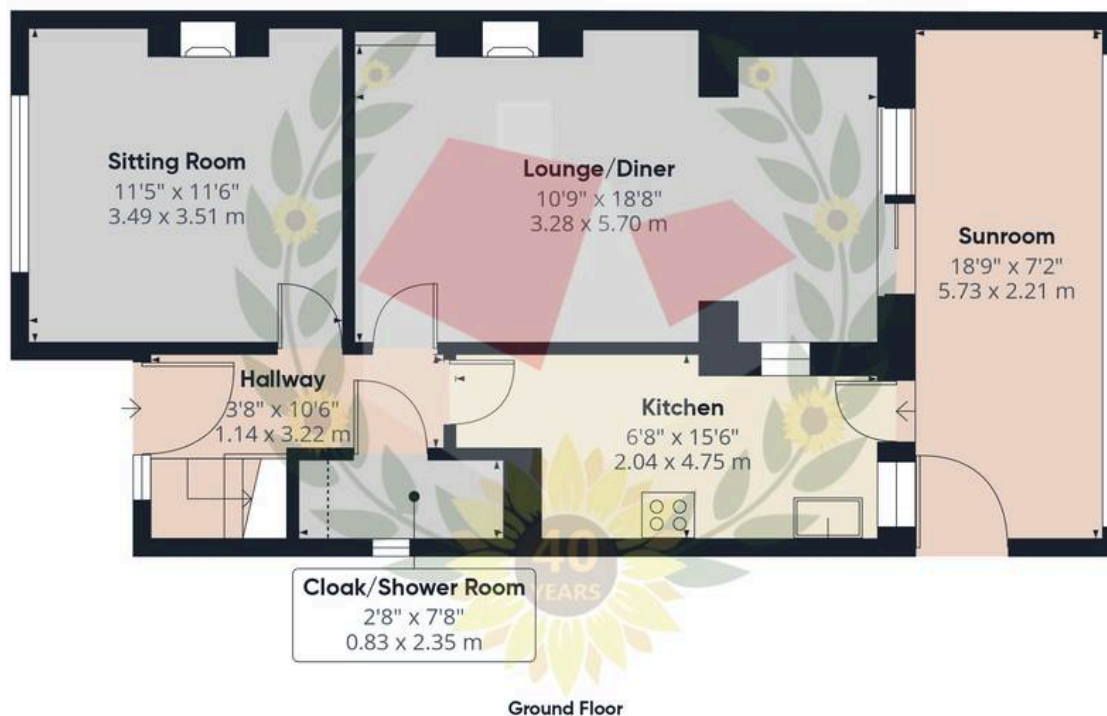 Sitting Room
11'5" x 11'6"
3.49 x 3.51 m
Lounge/Diner
10'9" x 18'8"
3.28 x 5.70 m
Sunroom
18'9" x 7'2"
5.73 x 2.21 m
Hallway
3'8" x 10'6"
1.14 x 3.22 m
Kitchen
6'8" x 15'6"
2.04 x 4.75 m
40
YEARS
Cloak/Shower Room
2'8" x 7'8"
0.83 x 2.35 m
Ground Floor